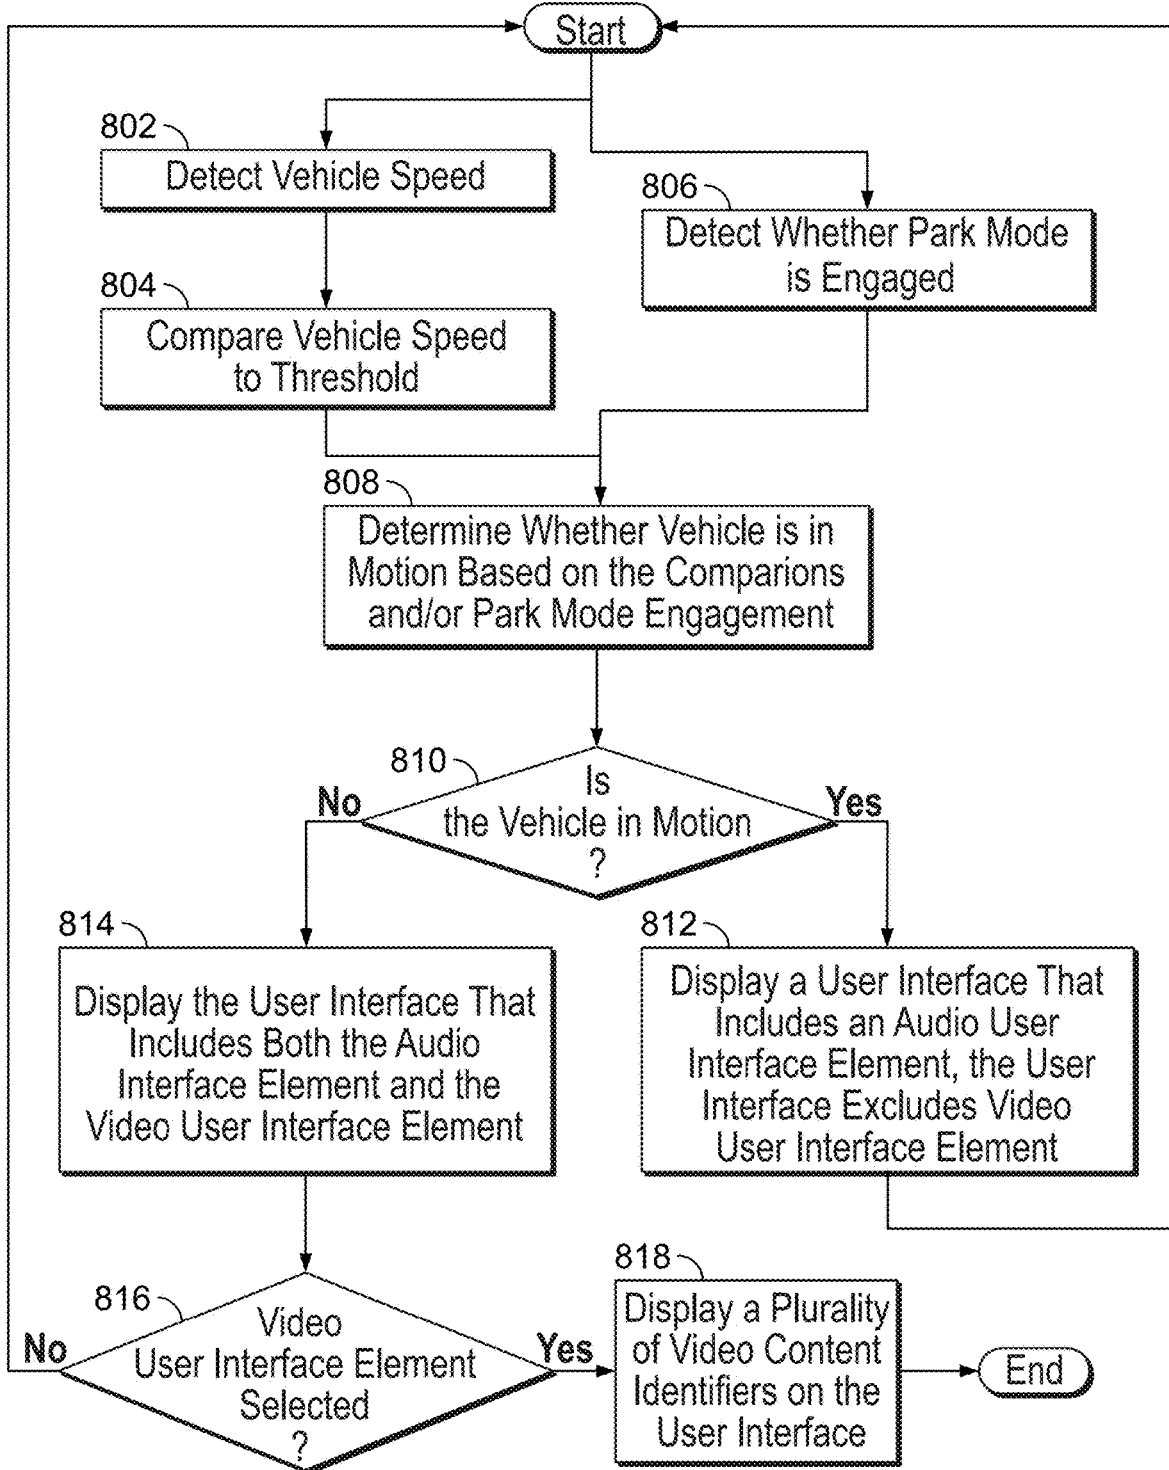 Start
802
Detect Vehicle Speed
806
Detect Whether Park Mode
is Engaged
804
Compare Vehicle Speed
to Threshold
808
Determine Whether Vehicle is in
Motion Based on the Comparions
and/or Park Mode Engagement
810
Is
the Vehicle in Motion
?
No
Yes
814
Display the User Interface That
Includes Both the Audio
Interface Element and the
Video User Interface Element
812
Display a User Interface That
Includes an Audio User
Interface Element, the User
Interface Excludes Video
User Interface Element
816
Video
User Interface Element
Selected
?
No
Yes
818
Display a Plurality
of Video Content
Identifiers on the
User Interface
End